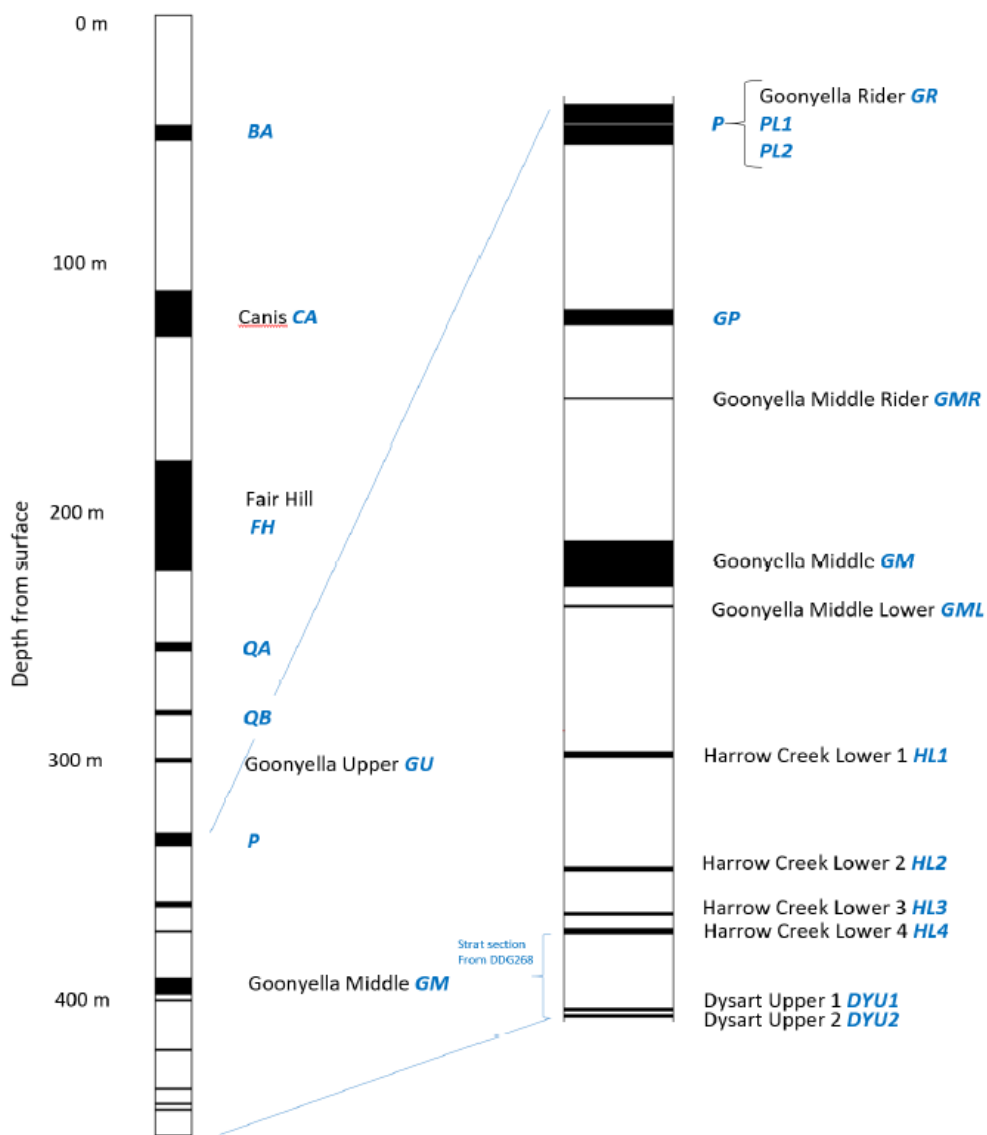 0 m
BA
100 m
Canis CA
Fair Hill
FH
200 m
Depth from surface
QA
QB
300 m
Goonyella Upper GU
P
Goonyella Middle GM
400 m
Goonyella Rider GR
P
PL1
PL2
GP
Goonyella Middle Rider GMR
Goonyella Middle GM
Goonyella Middle Lower GML
Harrow Creek Lower 1 HL1
Harrow Creek Lower 2 HL2
Harrow Creek Lower 3 HL3
Harrow Creek Lower 4 HL4
Strat section
From DDG268
Dysart Upper 1 DYU1
Dysart Upper 2 DYU2